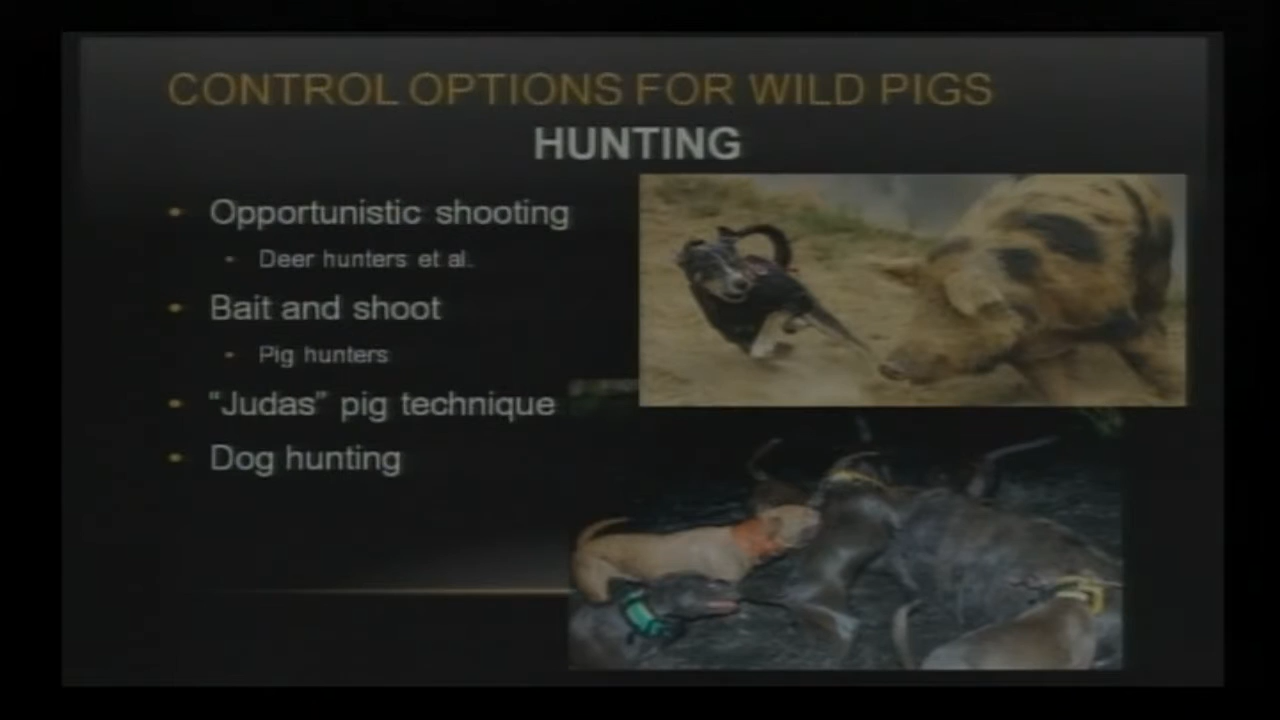 CONTROL OPTIONS FOR WILD PIGS
HUNTING
• Opportunistic shooting
• Deer hunters et al.
• Bait and shoot
• Pig hunters
• “Judas” pig technique
• Dog hunting